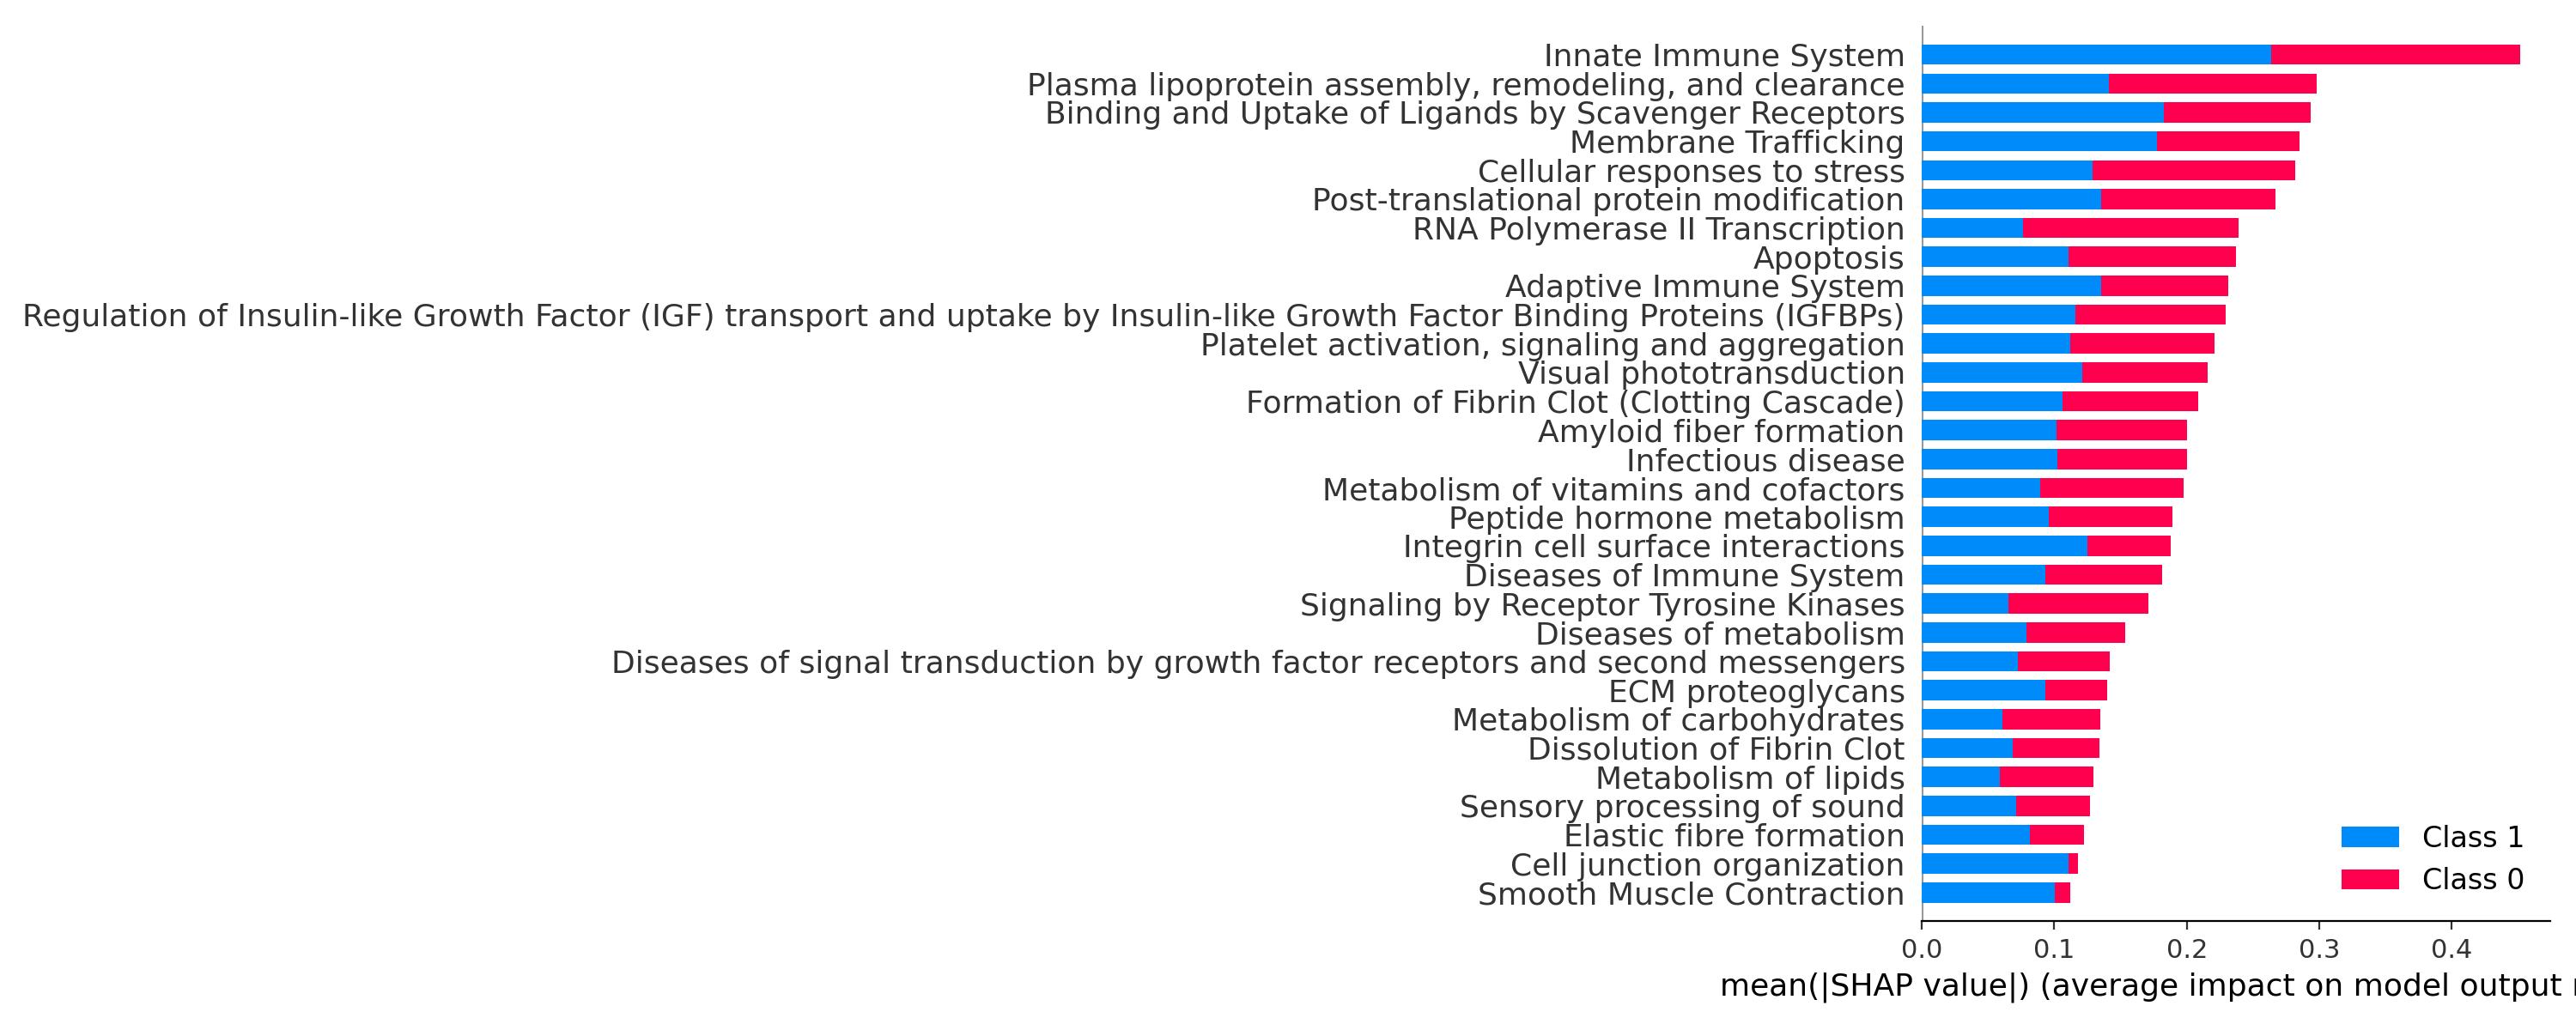 Innate Immune System
Plasma lipoprotein assembly, remodeling, and clearance
Binding and Uptake of Ligands by Scavenger Receptors
Membrane Trafficking
Cellular responses to stress
Post-translational protein modification
RNA Polymerase II Transcription
Apoptosis
Adaptive Immune System
Regulation of Insulin-like Growth Factor (IGF) transport and uptake by Insulin-like Growth Factor Binding Proteins (IGFBPs)
Platelet activation, signaling and aggregation
Visual phototransduction
Formation of Fibrin Clot (Clotting Cascade)
Amyloid fiber formation
Infectious disease
Metabolism of vitamins and cofactors
Peptide hormone metabolism
Integrin cell surface interactions
Diseases of Immune System
Signaling by Receptor Tyrosine Kinases
Diseases of metabolism
Diseases of signal transduction by growth factor receptors and second messengers
ECM proteoglycans
Metabolism of carbohydrates
Dissolution of Fibrin Clot
Metabolism of lipids
Sensory processing of sound
Elastic fibre formation
Cell junction organization
Smooth Muscle Contraction
Class 1
Class 0
0.0 0.1 0.2 0.3 0.4
mean(|SHAP value|) (average impact on model output